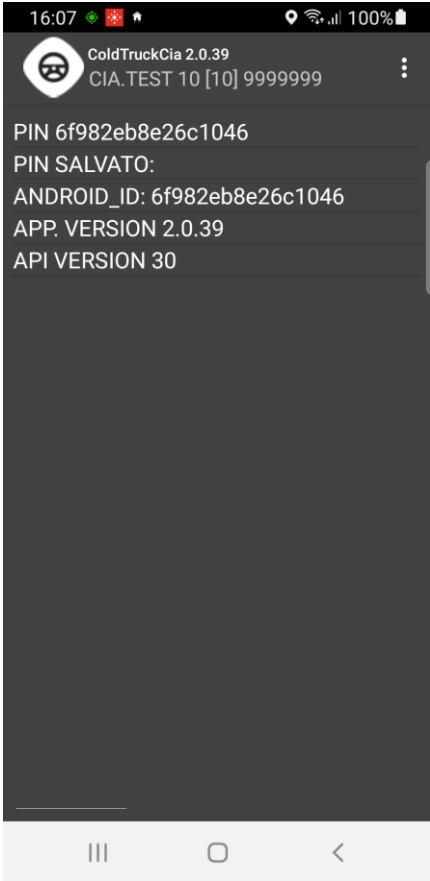 16:07 100%
ColdTruckCia 2.0.39
CIA.TEST 10 [10] 9999999
PIN 6f982eb8e26c1046
PIN SALVATO:
ANDROID_ID: 6f982eb8e26c1046
APP. VERSION 2.0.39
API VERSION 30